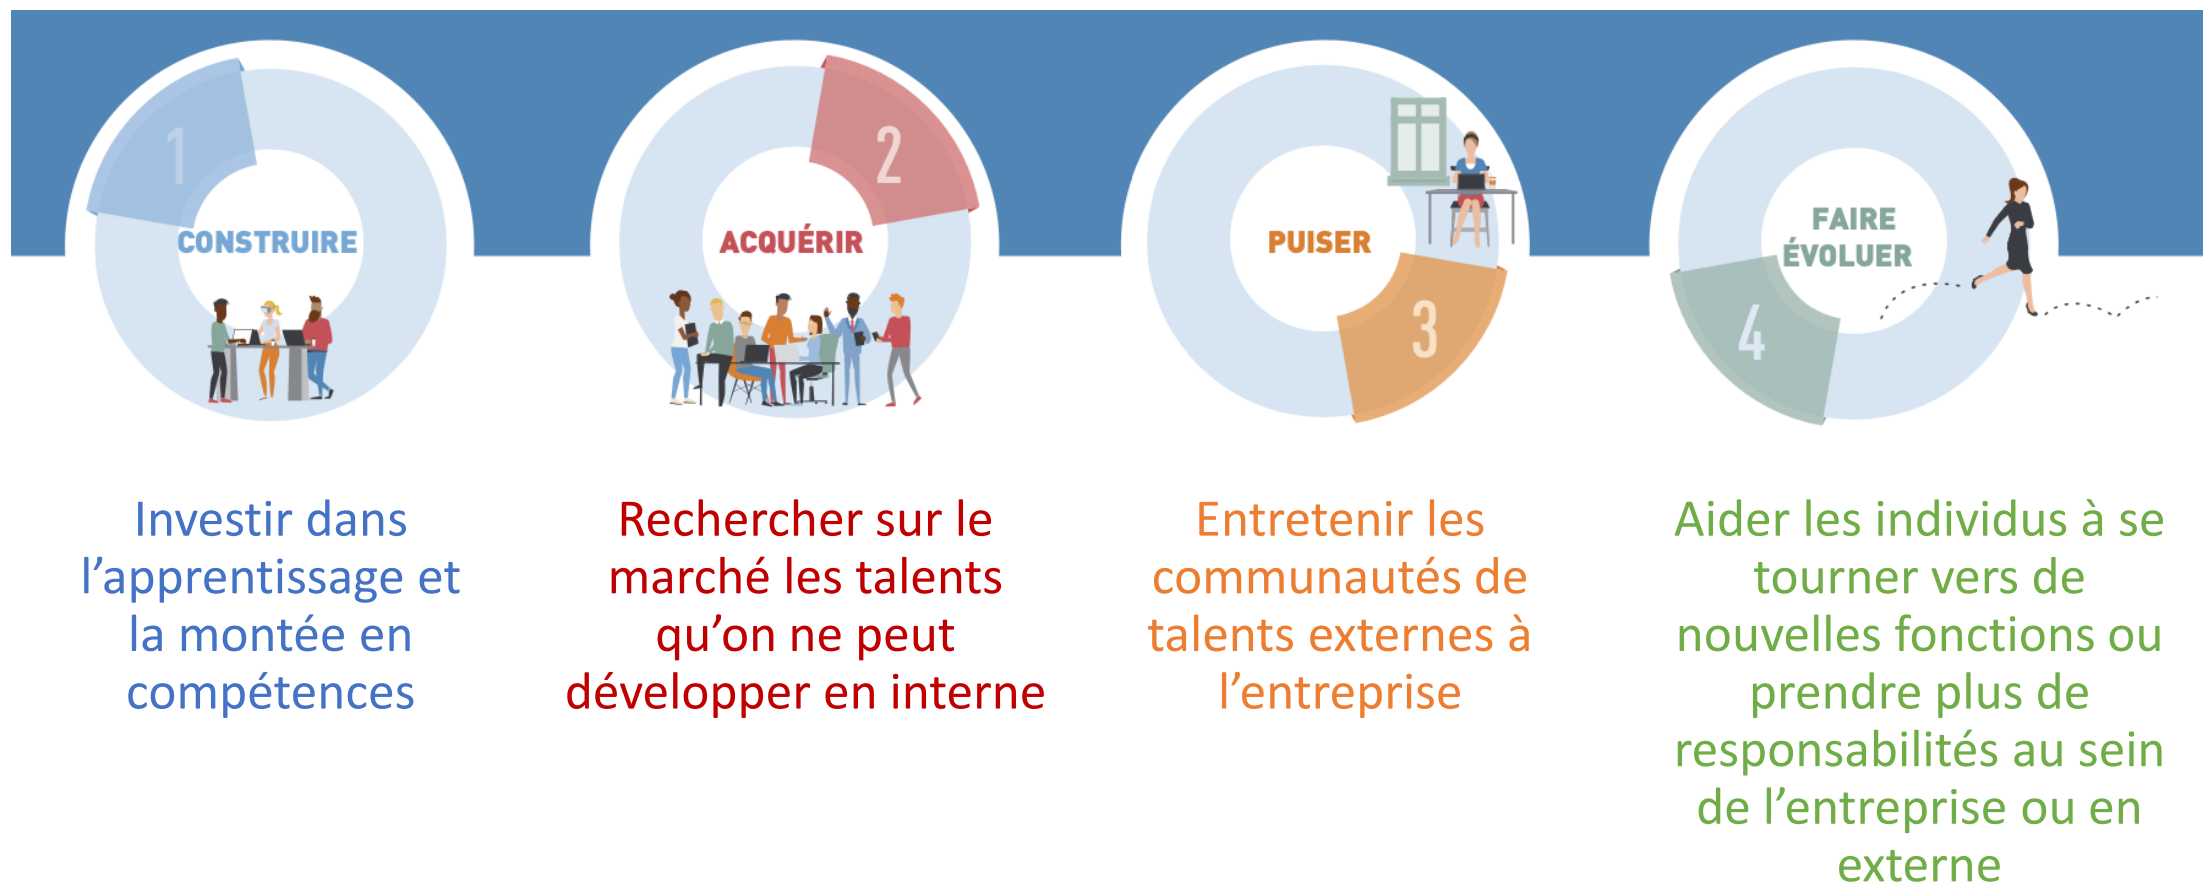 1
CONSTRUIRE
Investir dans
l’apprentissage et
la montée en
compétences
2
ACQUÉRIR
Rechercher sur le
marché les talents
qu’on ne peut
développer en interne
PUISER
3
Entretenir les
communautés de
talents externes à
l’entreprise
FAIRE
ÉVOLUER
4
Aider les individus à se
tourner vers de
nouvelles fonctions ou
prendre plus de
responsabilités au sein
de l’entreprise ou en
externe